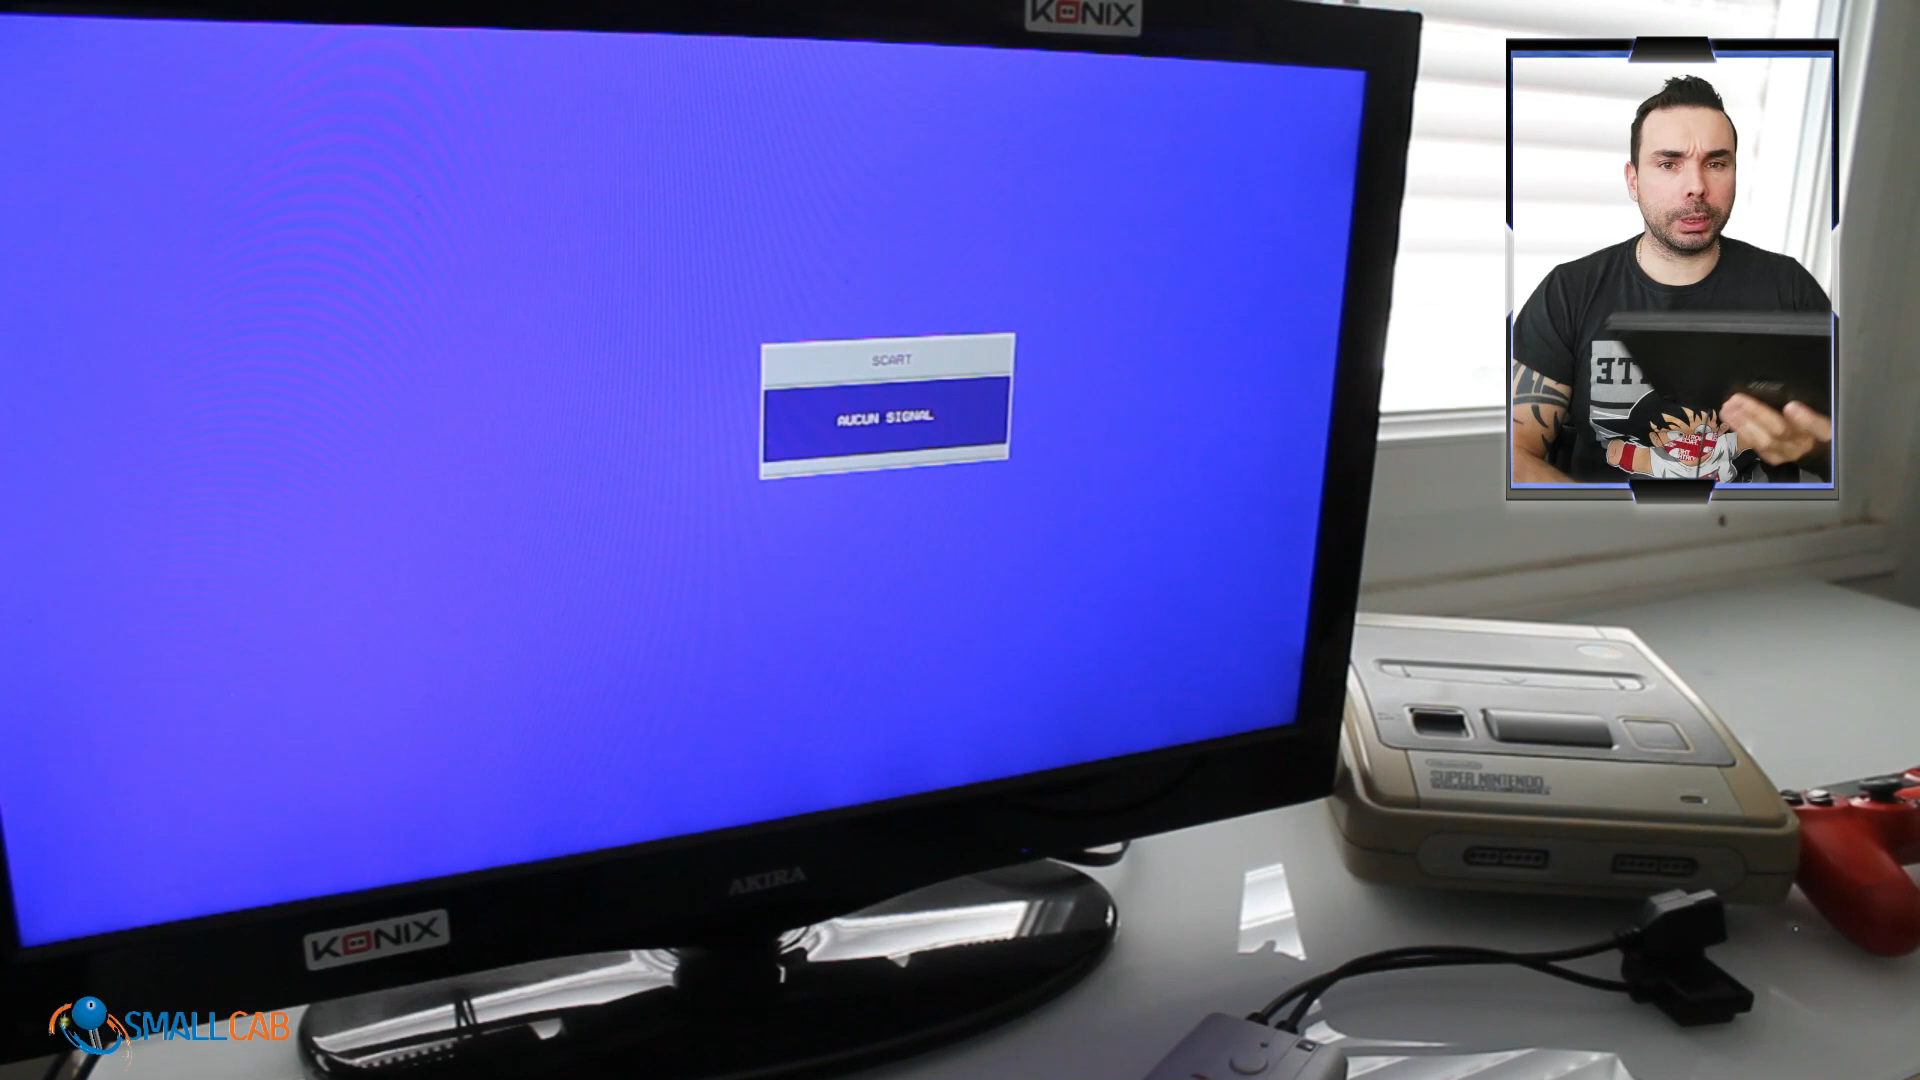 KONIX
SCART
AUCUN SIGNAL
SUPER NINTENDO
AKIRA
KONIX
SMALLCAB